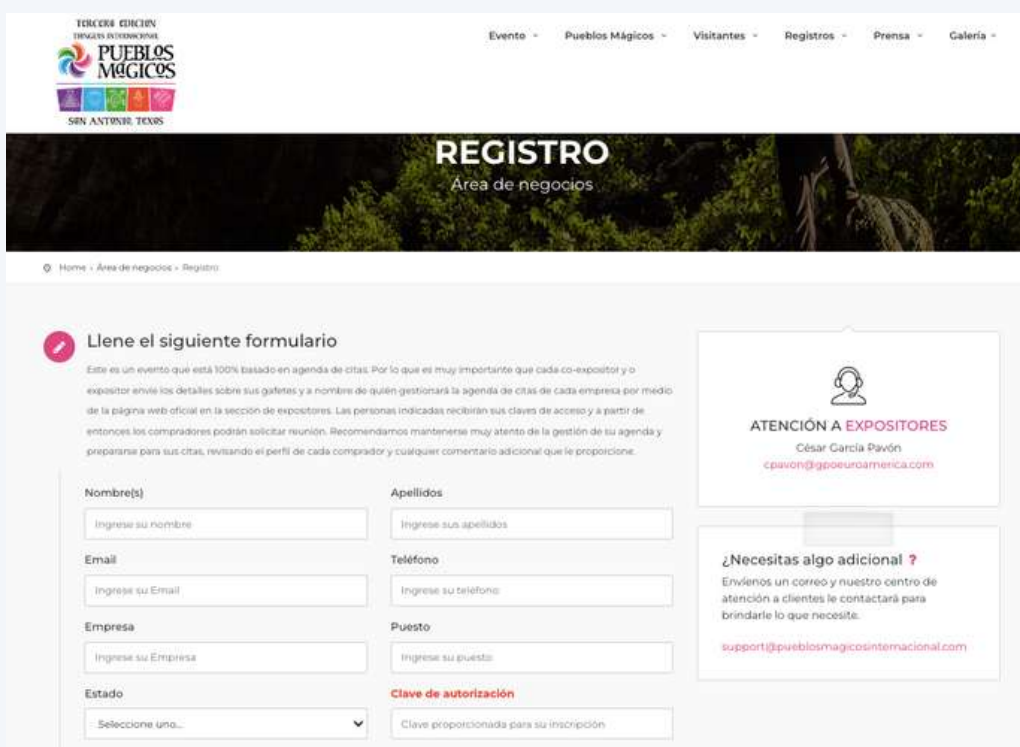 TERCERA EDICIÓN
TIANGUIS INTERNACIONAL
PUEBLOS
MÁGICOS
SAN ANTONIO, TEXAS
Evento
Pueblos Mágicos
Visitantes
Registros
Prensa
Galería
REGISTRO
Área de negocios
Home » Área de negocios » Registro
Llene el siguiente formulario
Este es un evento que está 100% basado en agenda de citas. Por lo que es muy importante que cada co-expositor y o
expositor envíe los detalles sobre sus gafetes y a nombre de quién gestionará la agenda de citas de cada empresa por medio
de la página web oficial en la sección de expositores. Las personas indicadas recibirán sus claves de acceso y a partir de
entonces los compradores podrán solicitar reunión. Recomendamos mantenerse muy atento de la gestión de su agenda y
prepararse para sus citas, revisando el perfil de cada comprador y cualquier comentario adicional que le proporcione.
Nombre(s)
Ingrese su nombre
Apellidos
Ingrese sus apellidos
Email
Ingrese su Email
Teléfono
Ingrese su teléfono
Empresa
Ingrese su Empresa
Puesto
Ingrese su puesto
Estado
Seleccione uno...
Clave de autorización
Clave proporcionada para su inscripción
ATENCIÓN A EXPOSITORES
César García Pavón
cpavon@gpoeuroamerica.com
¿Necesitas algo adicional ?
Envíenos un correo y nuestro centro de
atención a clientes le contactará para
brindarle lo que necesite.
support@pueblosmagicosinternacional.com